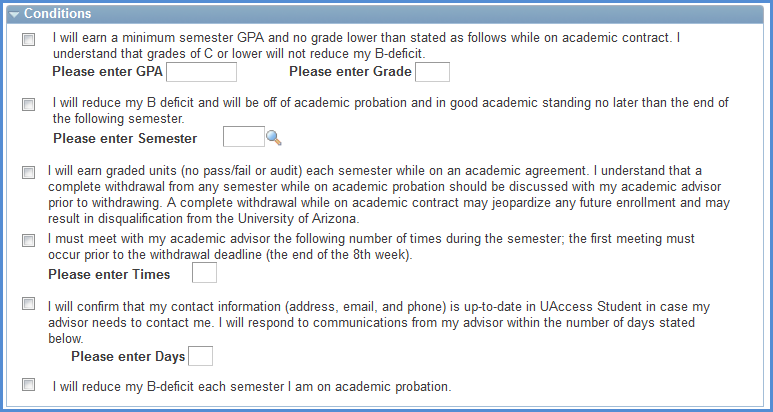 Conditions
I will earn a minimum semester GPA and no grade lower than stated as follows while on academic contract. I
understand that grades of C or lower will not reduce my B-deficit.
Please enter GPA Please enter Grade
I will reduce my B deficit and will be off of academic probation and in good academic standing no later than the end of
the following semester.
Please enter Semester
I will earn graded units (no pass/fail or audit) each semester while on an academic agreement. I understand that a
complete withdrawal from any semester while on academic probation should be discussed with my academic advisor
prior to withdrawing. A complete withdrawal while on academic contract may jeopardize any future enrollment and may
result in disqualification from the University of Arizona.
I must meet with my academic advisor the following number of times during the semester; the first meeting must
occur prior to the withdrawal deadline (the end of the 8th week).
Please enter Times
I will confirm that my contact information (address, email, and phone) is up-to-date in UAccess Student in case my
advisor needs to contact me. I will respond to communications from my advisor within the number of days stated
below.
Please enter Days
I will reduce my B-deficit each semester I am on academic probation.